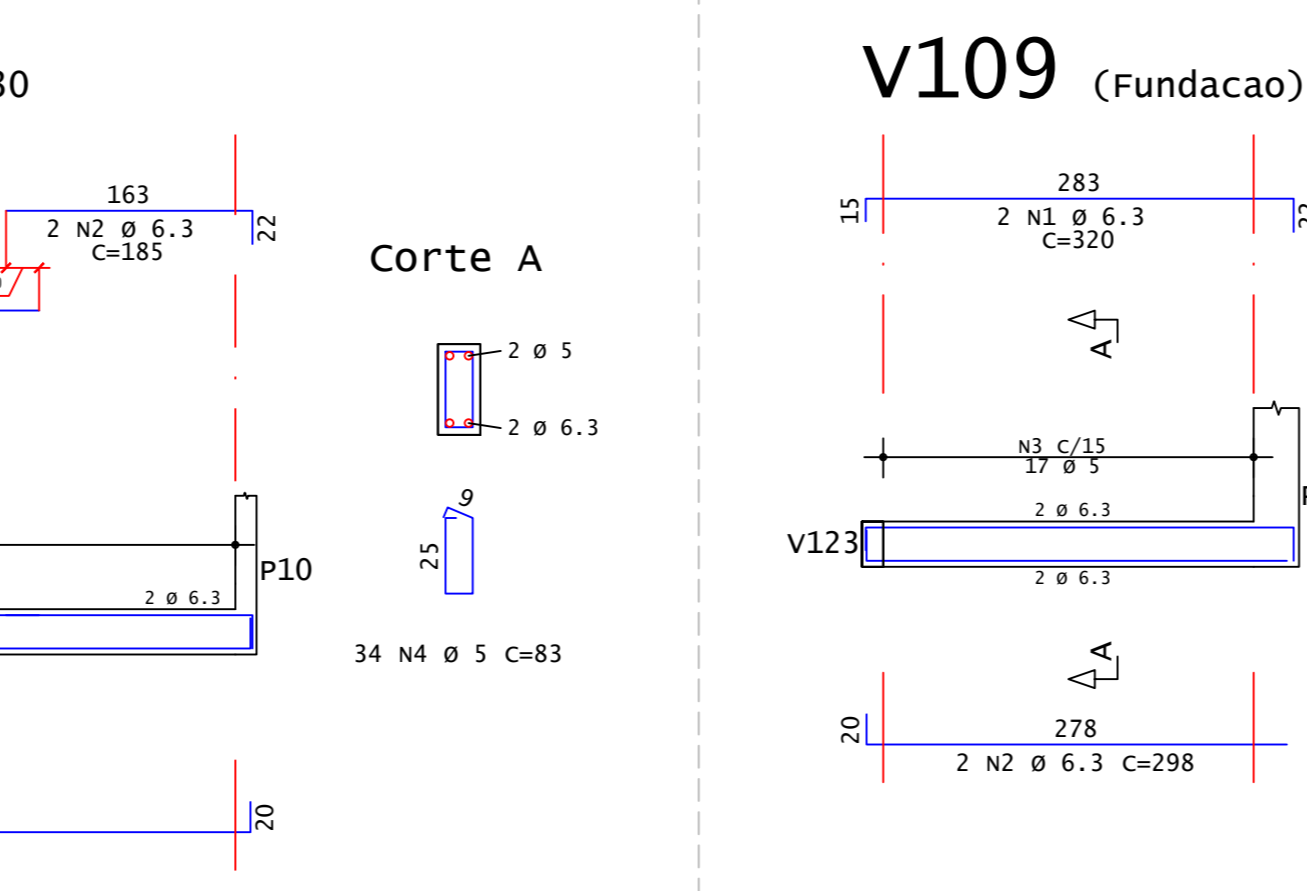 30
163
2 N2 Ø 6.3
C=185
22
Corte A
2 Ø 5
2 Ø 6.3
9
25
34 N4 Ø 5 C=83
P10
2 Ø 6.3
20
V109 (Fundacao)
283
15
2 N1 Ø 6.3
C=320
22
A
N3 C/15
17 Ø 5
2 Ø 6.3
V123
2 Ø 6.3
A
20
278
2 N2 Ø 6.3 C=298